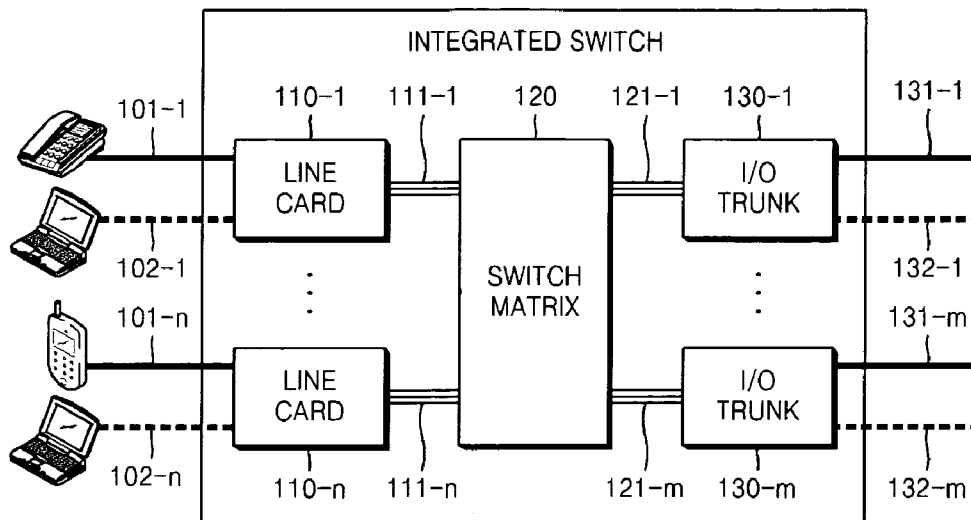 INTEGRATED SWITCH
101-1
110-1
111-1
120
121-1
130-1
131-1
LINE
CARD
I/O
TRUNK
102-1
132-1
SWITCH
MATRIX
101-n
131-m
LINE
CARD
I/O
TRUNK
102-n
110-n
111-n
121-m
130-m
132-m